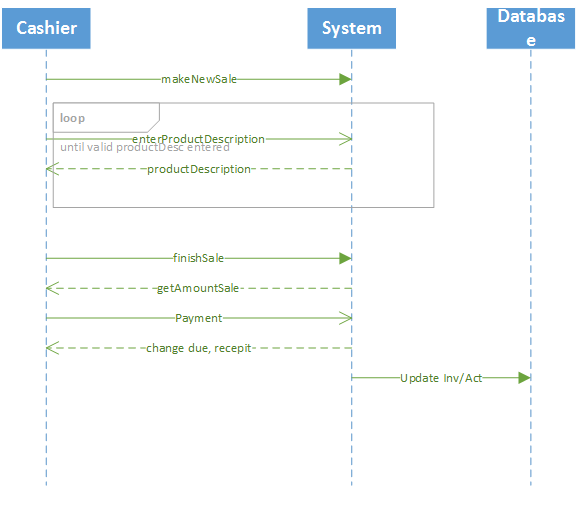 Cashier
System
Databas
e
makeNewSale
loop
enterProductDescription
until valid productDesc entered
productDescription
finishSale
getAmountSale
Payment
change due, recepit
Update Inv/Act